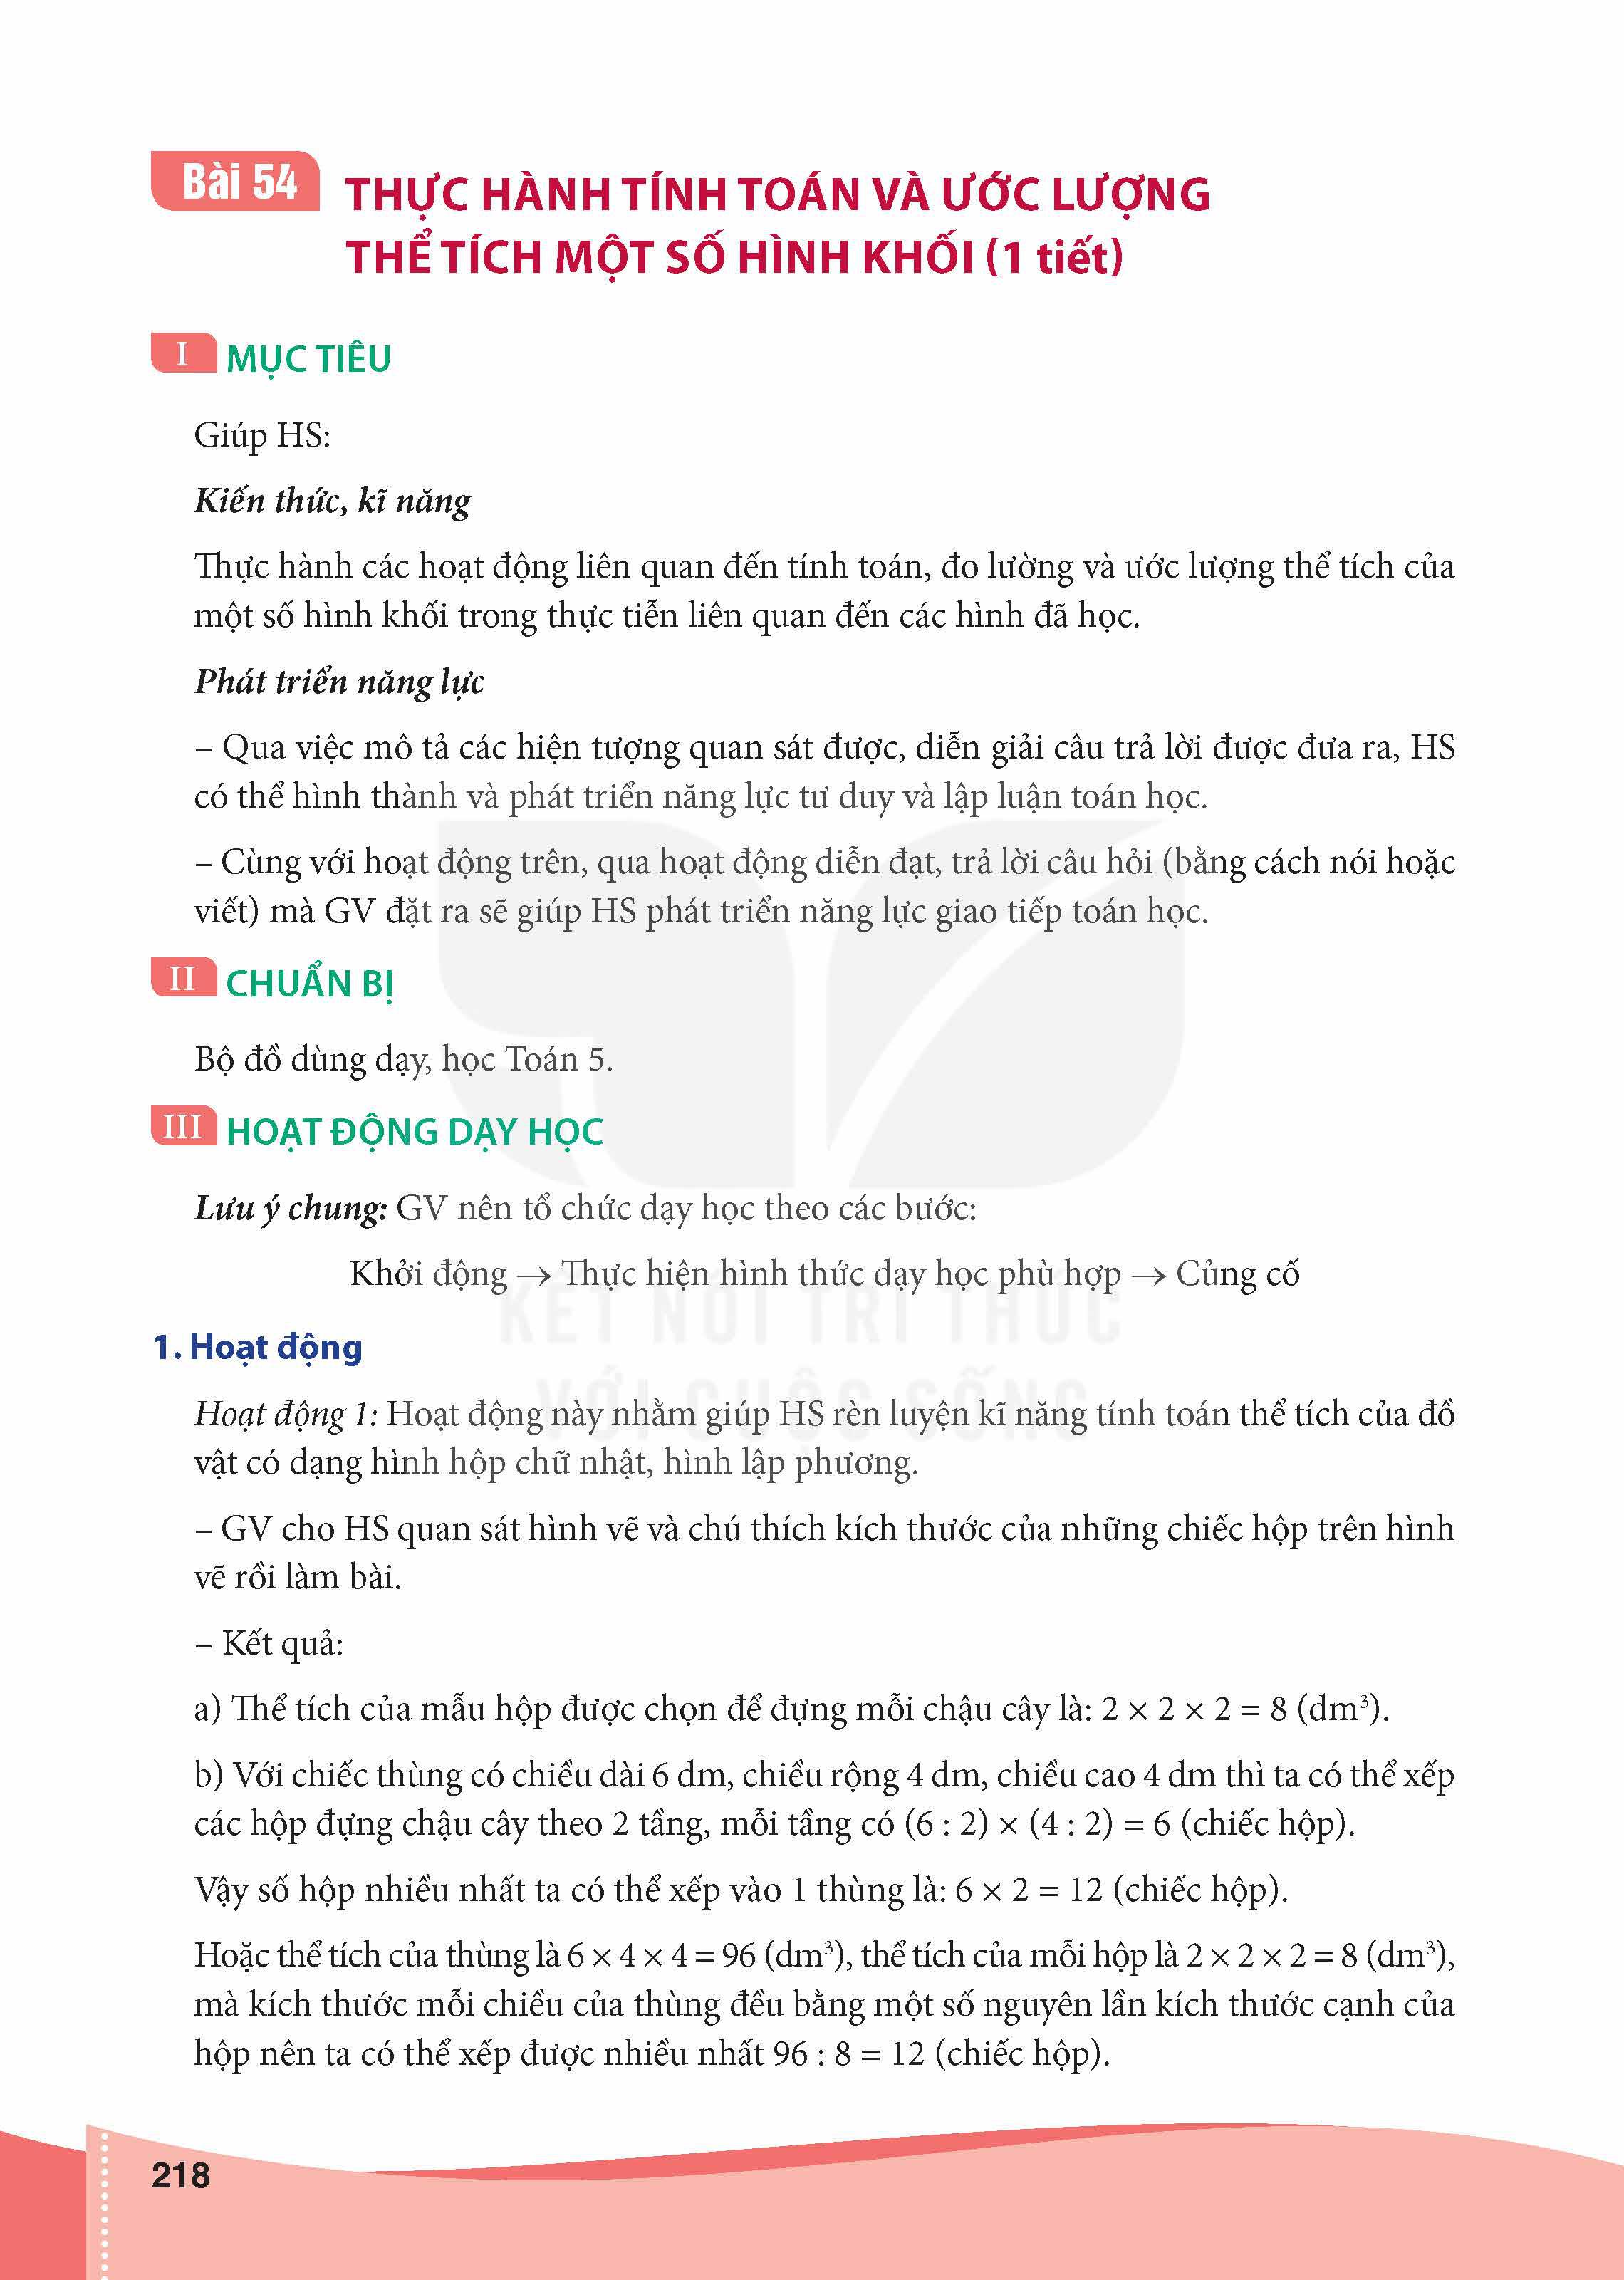 Bài 54
THỰC HÀNH TÍNH TOÁN VÀ ƯỚC LƯỢNG
THỂ TÍCH MỘT SỐ HÌNH KHỐI (1 tiết)
I MỤC TIÊU
Giúp HS:
Kiến thức, kĩ năng
Thực hành các hoạt động liên quan đến tính toán, đo lường và ước lượng thể tích của
một số hình khối trong thực tiễn liên quan đến các hình đã học.
Phát triển năng lực
– Qua việc mô tả các hiện tượng quan sát được, diễn giải câu trả lời được đưa ra, HS
có thể hình thành và phát triển năng lực tư duy và lập luận toán học.
– Cùng với hoạt động trên, qua hoạt động diễn đạt, trả lời câu hỏi (bằng cách nói hoặc
viết) mà GV đặt ra sẽ giúp HS phát triển năng lực giao tiếp toán học.
II CHUẨN BỊ
Bộ đồ dùng dạy, học Toán 5.
III HOẠT ĐỘNG DẠY HỌC
Lưu ý chung: GV nên tổ chức dạy học theo các bước:
Khởi động → Thực hiện hình thức dạy học phù hợp → Củng cố
KẾT NỐI TRI THỨC
1. Hoạt động
VỚI CUỘC SỐNG
Hoạt động 1: Hoạt động này nhằm giúp HS rèn luyện kĩ năng tính toán thể tích của đồ
vật có dạng hình hộp chữ nhật, hình lập phương.
– GV cho HS quan sát hình vẽ và chú thích kích thước của những chiếc hộp trên hình
vẽ rồi làm bài.
– Kết quả:
a) Thể tích của mẫu hộp được chọn để đựng mỗi chậu cây là: 2 × 2 × 2 = 8 (dm³).
b) Với chiếc thùng có chiều dài 6 dm, chiều rộng 4 dm, chiều cao 4 dm thì ta có thể xếp
các hộp đựng chậu cây theo 2 tầng, mỗi tầng có (6 : 2) × (4 : 2) = 6 (chiếc hộp).
Vậy số hộp nhiều nhất ta có thể xếp vào 1 thùng là: 6 × 2 = 12 (chiếc hộp).
Hoặc thể tích của thùng là 6 × 4 × 4 = 96 (dm³), thể tích của mỗi hộp là 2 × 2 × 2 = 8 (dm³),
mà kích thước mỗi chiều của thùng đều bằng một số nguyên lần kích thước cạnh của
hộp nên ta có thể xếp được nhiều nhất 96 : 8 = 12 (chiếc hộp).
218